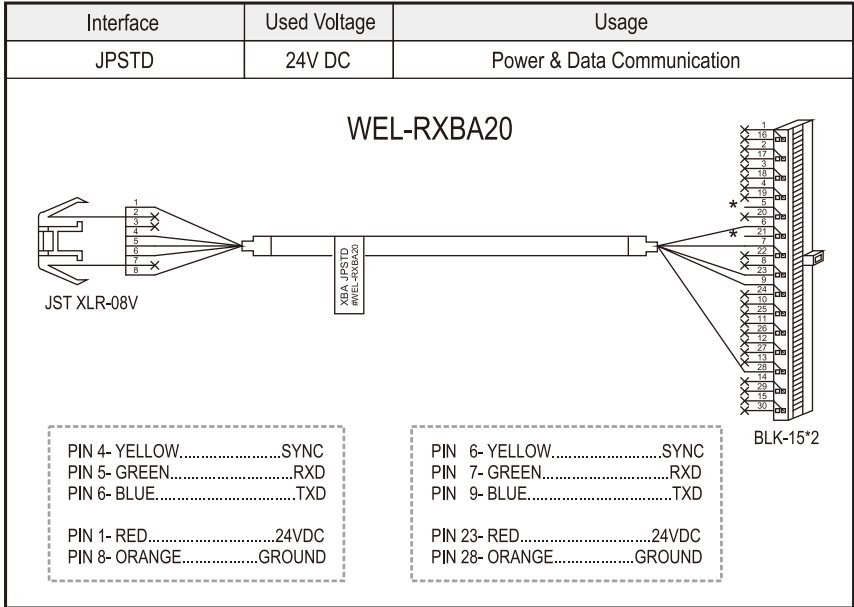 Interface Used Voltage Usage
JPSTD 24V DC Power & Data Communication
WEL-RXBA20
1
2
3
4
5
6
7
8
JST XLR-08V
XBA JPSTD
#WEL-RXBA20
*
*
1
16
2
17
3
18
4
19
5
20
6
21
7
22
8
23
9
24
10
25
11
26
12
27
13
28
14
29
15
30
BLK-15*2
PIN 4- YELLOW......................SYNC
PIN 5- GREEN..........................RXD
PIN 6- BLUE.............................TXD
PIN 1- RED............................24VDC
PIN 8- ORANGE................GROUND
PIN 6- YELLOW......................SYNC
PIN 7- GREEN..........................RXD
PIN 9- BLUE.............................TXD
PIN 23- RED............................24VDC
PIN 28- ORANGE................GROUND